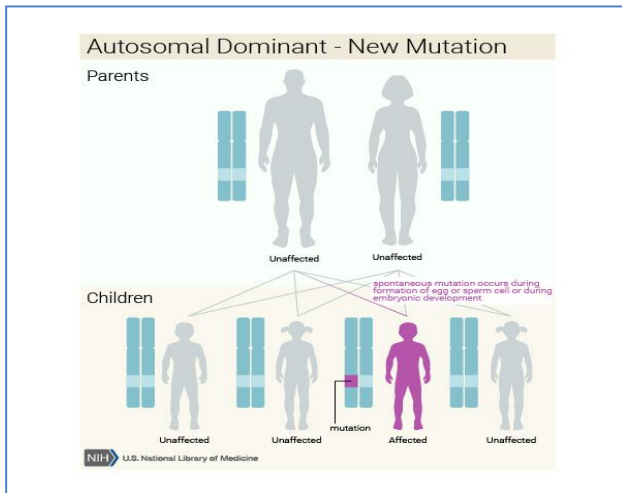 Autosomal Dominant - New Mutation
Parents
Unaffected
Unaffected
spontaneous mutation occurs during
formation of egg or sperm cell or during
embryonic development
Children
mutation
Unaffected
Unaffected
Affected
Unaffected
NIH U.S. National Library of Medicine